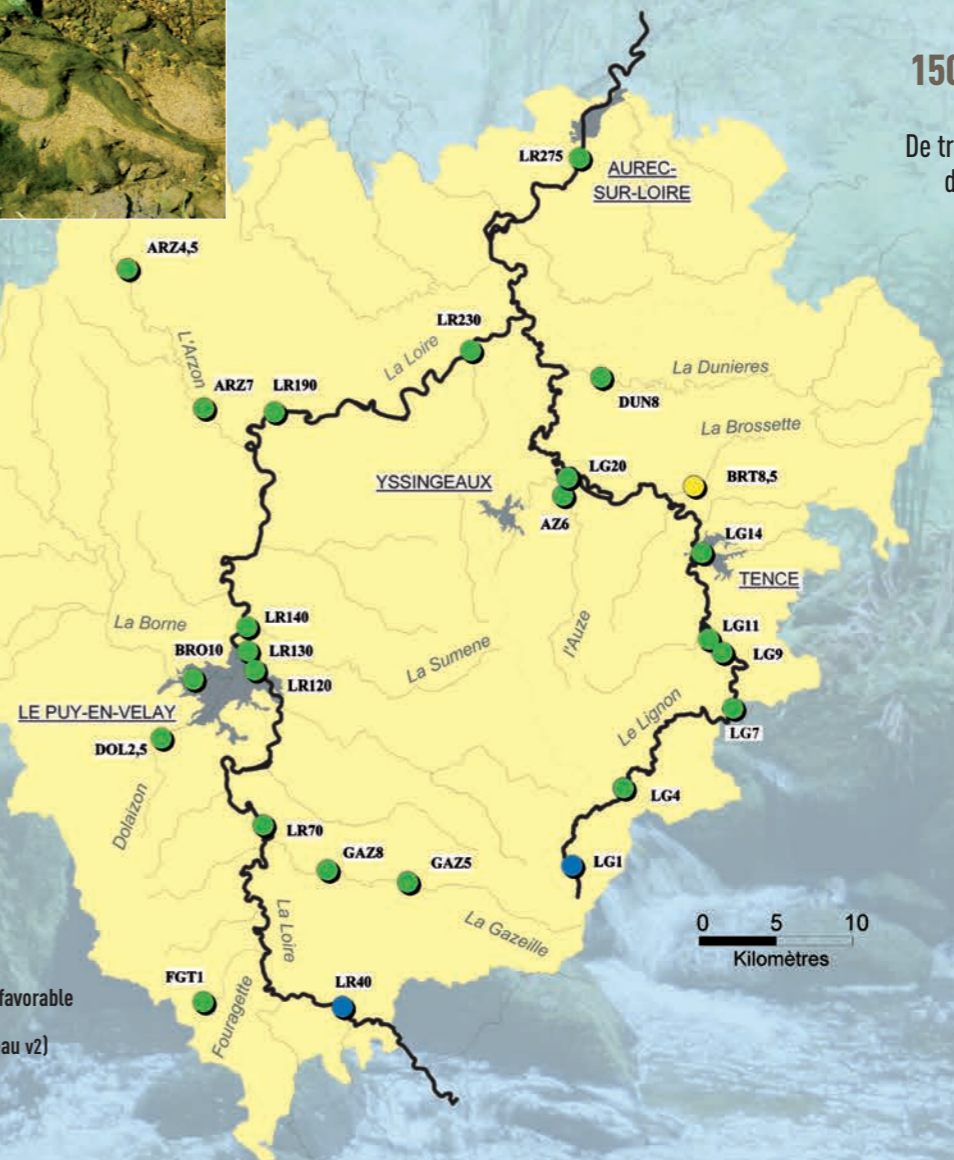 150
De tr
d
LR275
AUREC-
SUR-LOIRE
ARZ4,5
LR230
La Loire
L'Arzon
ARZ7
LR190
La Dunieres
DUN8
La Brossette
LG20
YSSINGEAUX
BRT8,5
AZ6
LG14
TENCE
La Borne
LR140
LG11
BRO10
LR130
La Sumene
l'Auze
LG9
LR120
LE PUY-EN-VELAY
Le Lignon
LG7
DOL2,5
Dolaizon
LG4
LR70
GAZ8
GAZ5
LG1
La Loire
La Gazeille
0 5 10
Kilomètres
FGT1
LR40
Fouragette
favorable
au v2)